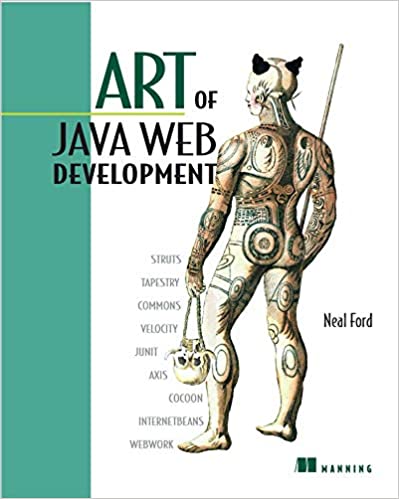 ART OF
JAVA WEB
DEVELOPMENT
STRUTS
TAPESTRY
COMMONS
VELOCITY
JUNIT
AXIS
COCOON
INTERNETBEANS
WEBWORK
Neal Ford
MANNING